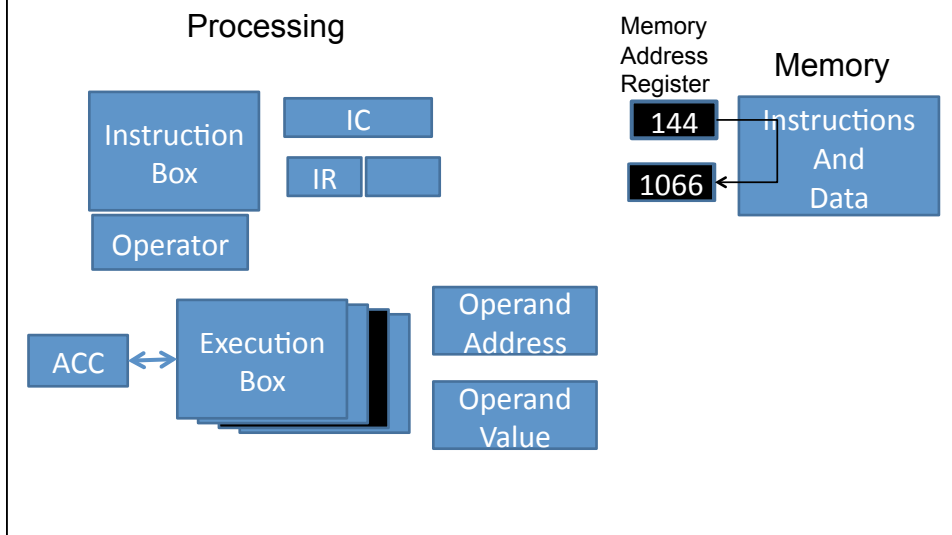 Processing
Memory
Address
Register
Memory
Instruction
Box
IC
144
Instructions
And
Data
IR
1066
Operator
Operand
Address
ACC
Execution
Box
Operand
Value